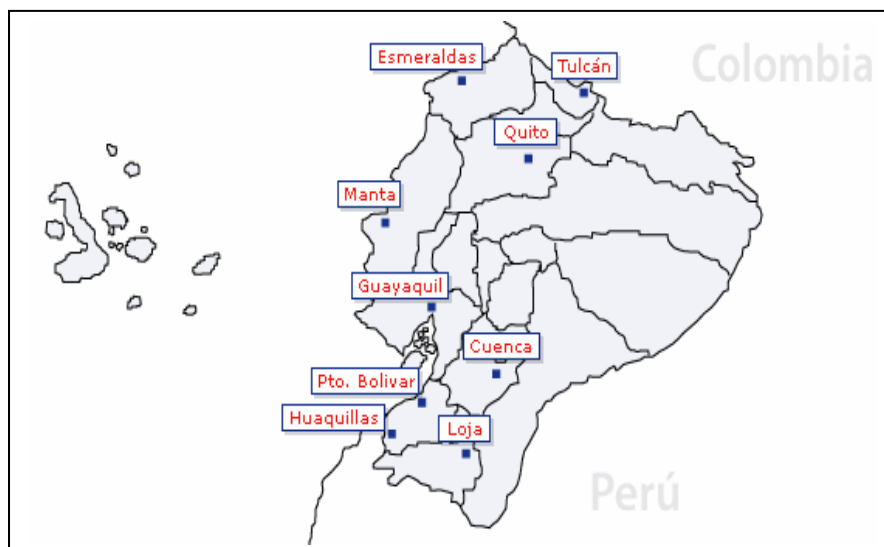 Esmeraldas
Tulcán
Colombia
Quito
Manta
Guayaquil
Cuenca
Pto. Bolivar
Huaquillas
Loja
Perú